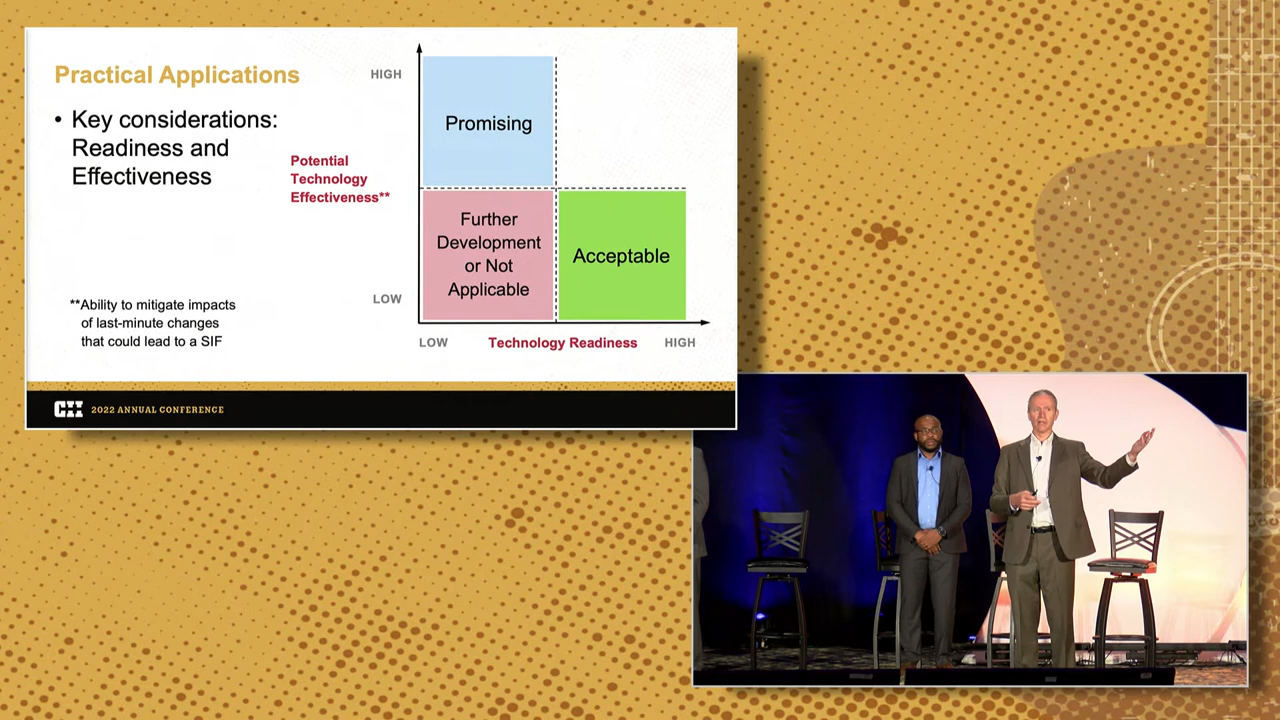 Practical Applications
• Key considerations:
Readiness and
Effectiveness
**Ability to mitigate impacts
of last-minute changes
that could lead to a SIF
HIGH
Potential
Technology
Effectiveness**
LOW
Promising
Further
Development
or Not
Applicable
Acceptable
LOW
Technology Readiness
HIGH
CII 2022 ANNUAL CONFERENCE